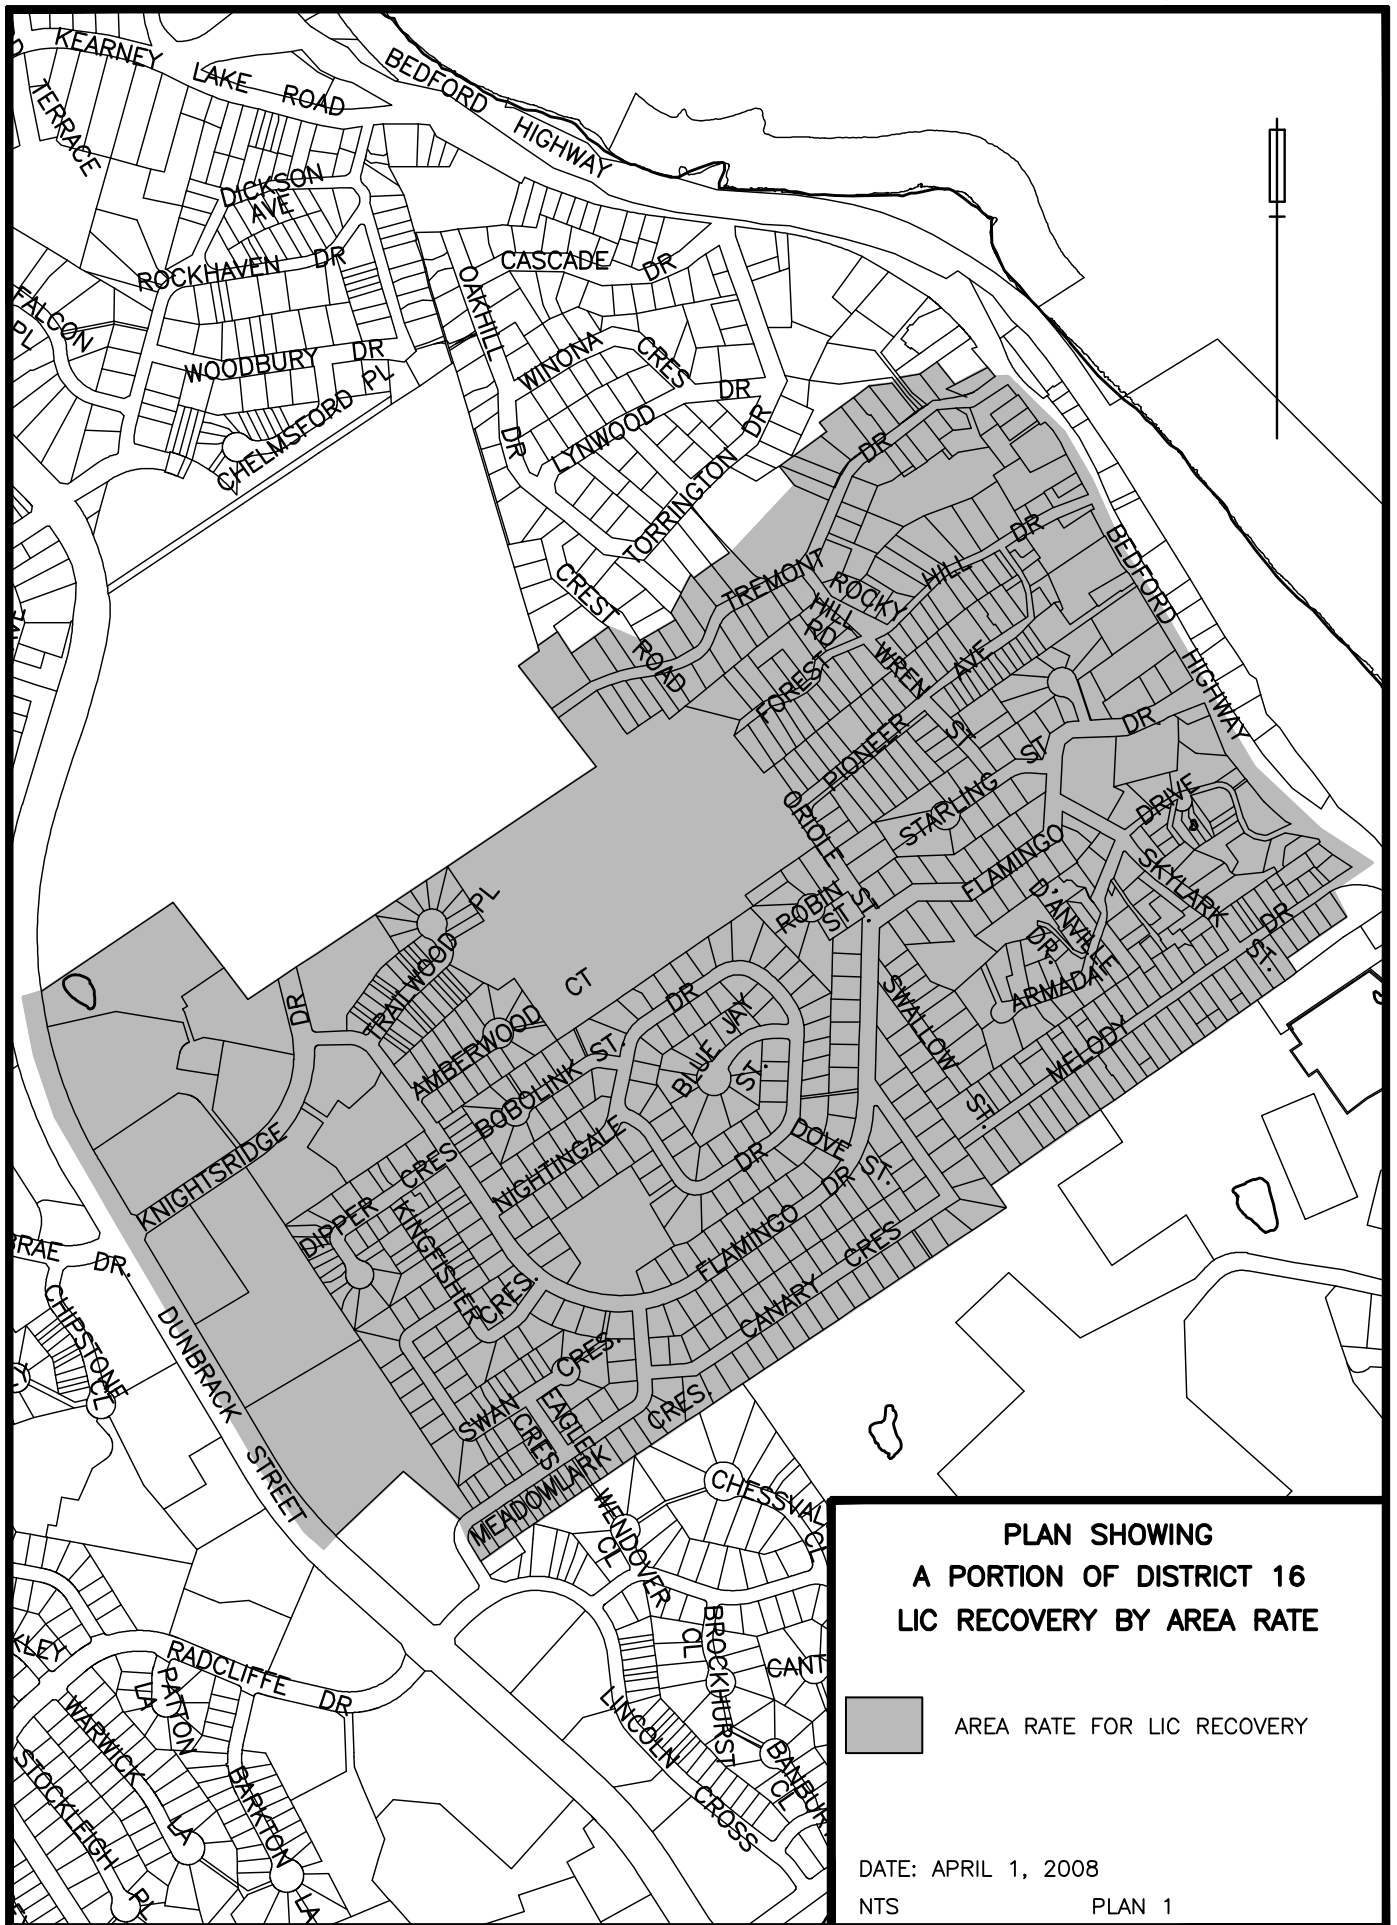 KEARNEY LAKE ROAD
BEDFORD HIGHWAY
TERRACE
DICKSON AVE
ROCKHAVEN DR
CASCADE DR
OAKHILL DR
FALCON PL
WINONA CRES
WOODBURY DR
CHELMSFORD PL
LYNWOOD DR
TORRINGTON DR
CREST ROAD
TREMONT DR
ROCKY HILL DR
HILL RD
FOREST
WREN ST
PIONEER AVE
BEDFORD HIGHWAY
STARLING ST
ORIOLE ST.
DR
DRIVE
FLAMINGO
SKYLARK
ROBIN ST
D'ANVILLE DR.
ARMADALE
DR
ST.
TRAILWOOD PL
AMBERWOOD CT
DR
BLUE JAY ST.
SWALLOW ST.
MELODY
BOBOLINK ST.
NIGHTINGALE DR
DOVE ST.
KNIGHTSRIDGE DR
DIPPER CRES
KINGFISHER CRES.
FLAMINGO DR
CANARY CRES
BRAE DR.
CHIPSTONE CL
DUNBRACK STREET
SWAN CRES.
EAGLE CRES
MEADOWLARK CRES.
WENDOVER CL
CHESSVAL
CL
BROCKHURST CL
CANT
KLEY
RADCLIFFE DR
PATTON LA
WARWICK LA
STOCKLEIGH PL
BARKTON LA
LINCOLN CROSS
BANBURY CL
PLAN SHOWING
A PORTION OF DISTRICT 16
LIC RECOVERY BY AREA RATE
AREA RATE FOR LIC RECOVERY
DATE: APRIL 1, 2008
NTS PLAN 1